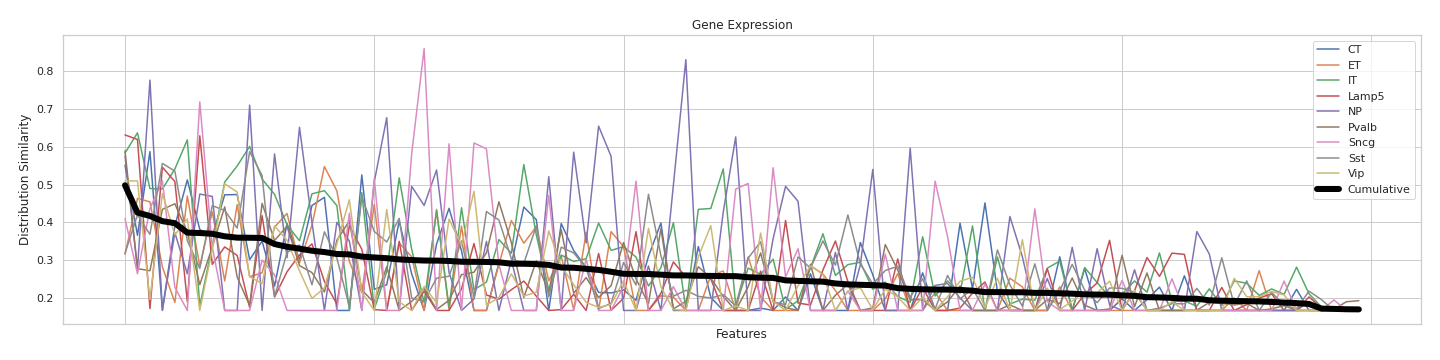 Gene Expression
Distribution Similarity
0.8
0.7
0.6
0.5
0.4
0.3
0.2
CT
ET
IT
Lamp5
NP
Pvalb
Sncg
Sst
Vip
Cumulative
Features